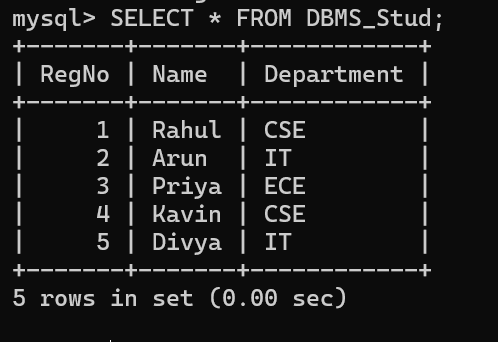 mysql> SELECT * FROM DBMS_Stud;
+-------+-------+------------+
| RegNo | Name  | Department |
+-------+-------+------------+
|     1 | Rahul | CSE        |
|     2 | Arun  | IT         |
|     3 | Priya | ECE        |
|     4 | Kavin | CSE        |
|     5 | Divya | IT         |
+-------+-------+------------+
5 rows in set (0.00 sec)